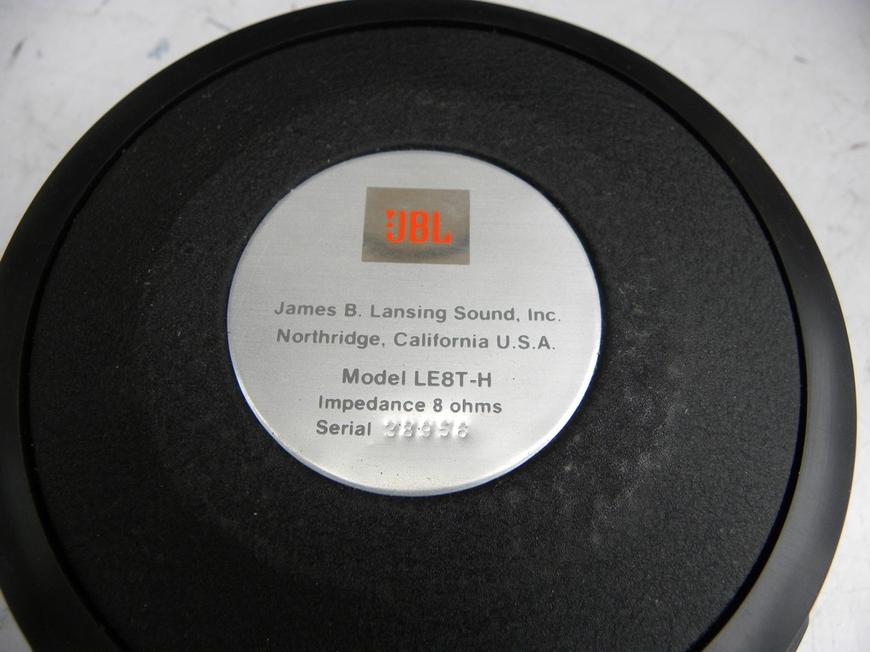 JBL
James B. Lansing Sound, Inc.
Northridge, California U.S.A.
Model LE8T-H
Impedance 8 ohms
Serial